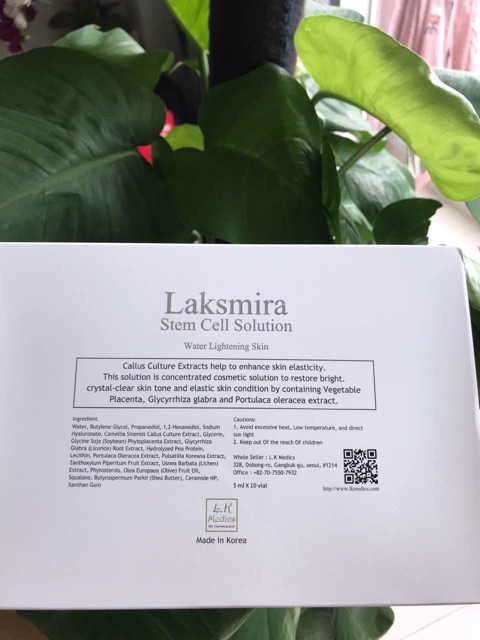 Laksmira
Stem Cell Solution
Water Lightening Skin
Callus Culture Extracts help to enhance skin elasticity.
This solution is concentrated cosmetic solution to restore bright.
crystal-clear skin tone and elastic skin condition by containing Vegetable
Placenta, Glycyrrhiza glabra and Portulaca oleracea extract.
Ingredient
Water, Butylene Glycol, Propanediol, 1,2-Hexanediol, Sodium
Hyaluronate, Camellia Sinensis Callus Culture Extract, Glycerin,
Glycine Soja (Soybean) Phytoplacenta Extract, Glycyrrhiza
Glabra (Licorice) Root Extract, Hydrolyzed Pea Protein,
Lecithin, Portulaca Oleracea Extract, Pulsatilla Koreana Extract,
Zanthoxylum Piperitum Fruit Extract, Usnea Barbata (Lichen)
Extract, Phytosterols, Olea Europaea (Olive) Fruit Oil,
Squalane, Butyrospermum Parkii (Shea Butter), Ceramide NP,
Xanthan Gum
Cautions:
1. Avoid excessive heat, Low temperature, and direct
sun light
2. Keep out Of the reach Of children
Whole Seller : L.K Medics
328, Dobong-ro, Gangbuk-gu, seoul, #1214
Office : +82-70-7550-7932
5 ml X 10 vial
http://www.lkmedics.com
L.K
Medics
Made In Korea